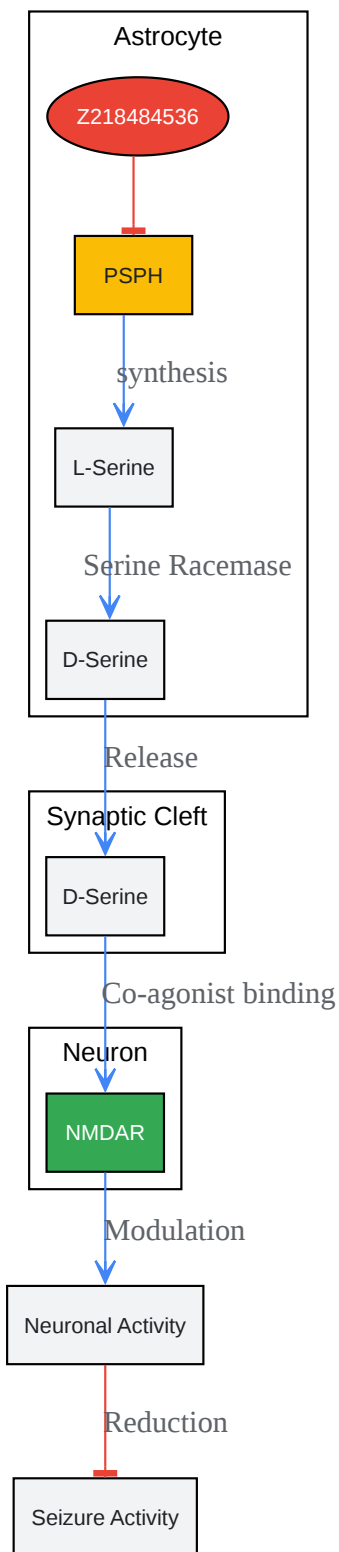 Astrocyte
Z218484536
PSPH
synthesis
L-Serine
Serine Racemase
D-Serine
Release
Synaptic Cleft
D-Serine
Co-agonist binding
Neuron
NMDAR
Modulation
Neuronal Activity
Reduction
Seizure Activity